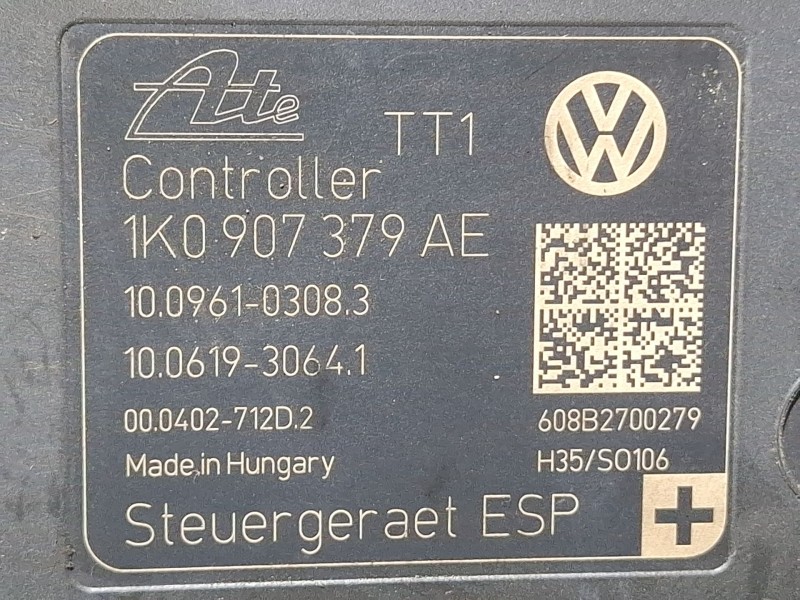 Ate
TT1
Controller
1K0 907 379 AE
10.0961-0308.3
10.0619-3064.1
00.0402-712D.2
608B2700279
Made in Hungary
H35/SO106
Steuergeraet ESP